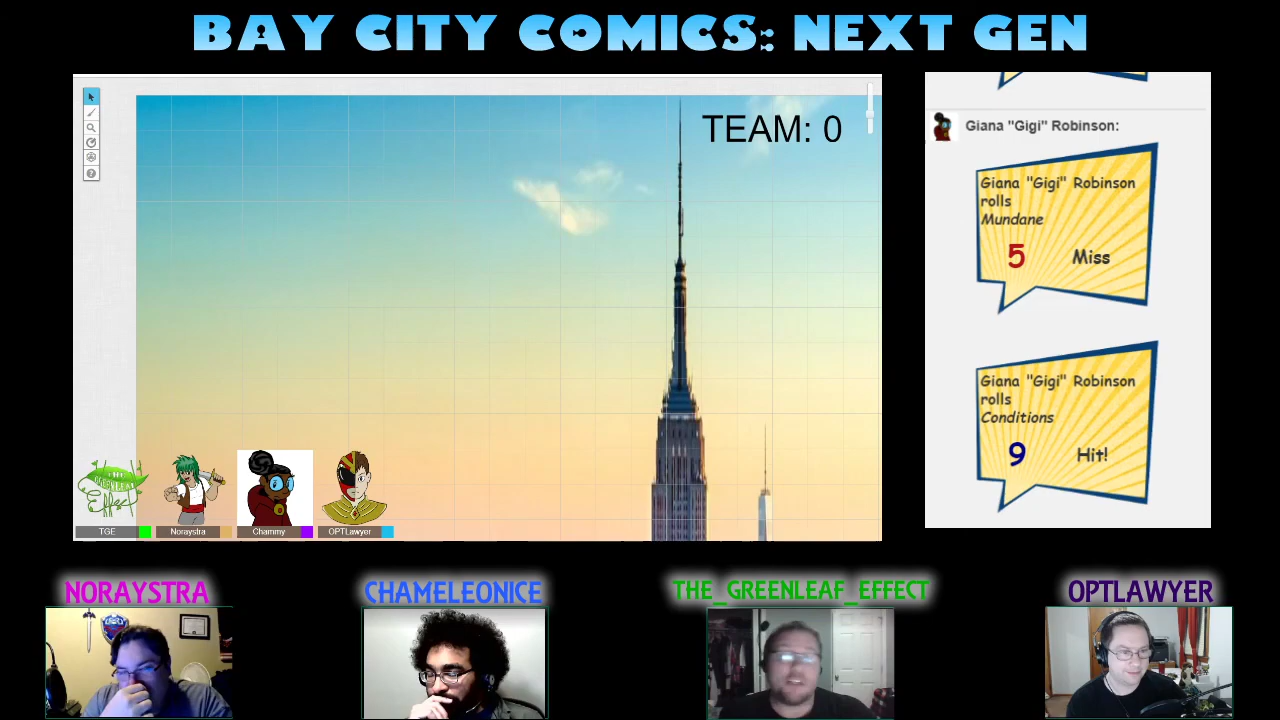 BAY CITY COMICS: NEXT GEN
TEAM: 0
Giana "Gigi" Robinson:
Giana "Gigi" Robinson
rolls
Mundane
5 Miss
Giana "Gigi" Robinson
rolls
Conditions
9 Hit!
Effect
TGE
Noraystra
Chammy
OPTLawyer
NORAYSTRA
CHAMELEONICE
THE_GREENLEAF_EFFECT
OPTLAWYER